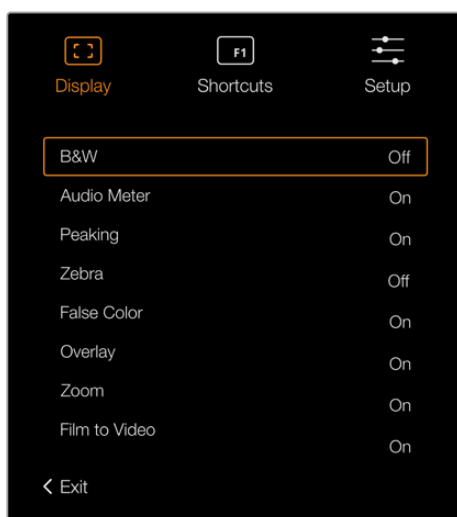 F1
Display Shortcuts Setup
B&W Off
Audio Meter On
Peaking On
Zebra Off
False Color On
Overlay On
Zoom On
Film to Video On
Exit